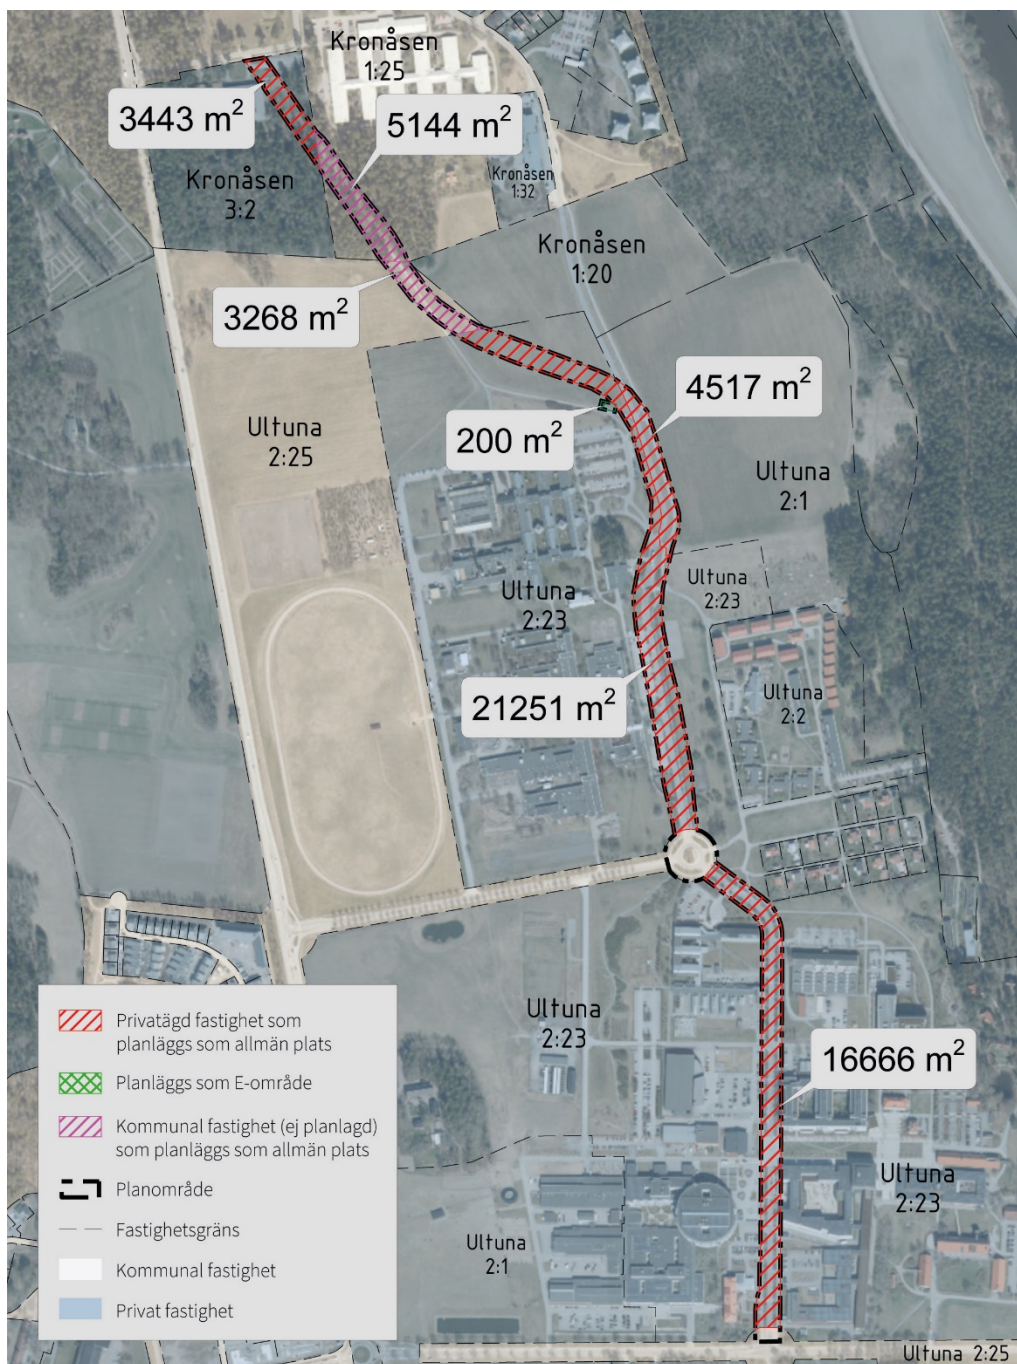 Kronåsen
1:25
3443 m²
5144 m²
Kronåsen
3:2
Kronåsen
1:32
Kronåsen
1:20
3268 m²
4517 m²
200 m²
Ultuna
2:25
Ultuna
2:1
Ultuna
2:23
Ultuna
2:23
Ultuna
2:2
21251 m²
Ultuna
2:23
16666 m²
Ultuna
2:23
Ultuna
2:1
Ultuna 2:25
Privatägd fastighet som
planläggs som allmän plats
Planläggs som E-område
Kommunal fastighet (ej planlagd)
som planläggs som allmän plats
Planområde
Fastighetsgräns
Kommunal fastighet
Privat fastighet